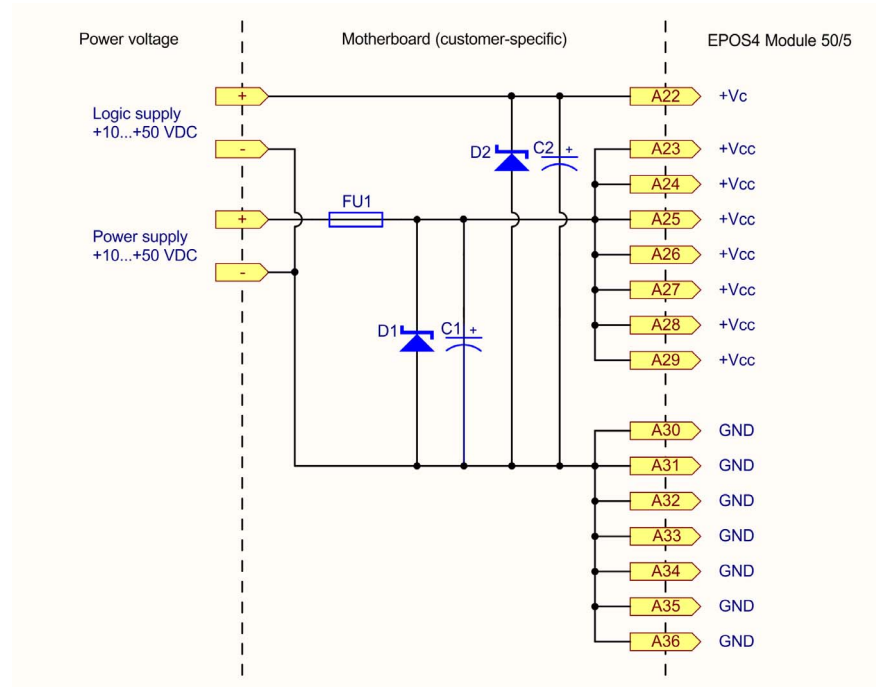 Power voltage
Motherboard (customer-specific)
EPOS4 Module 50/5
+
A22
+Vc
Logic supply
+10...+50 VDC
-
D2
C2
+
A23
+Vcc
A24
+Vcc
FU1
+
A25
+Vcc
Power supply
+10...+50 VDC
-
A26
+Vcc
A27
+Vcc
D1
C1
+
A28
+Vcc
A29
+Vcc
A30
GND
A31
GND
A32
GND
A33
GND
A34
GND
A35
GND
A36
GND